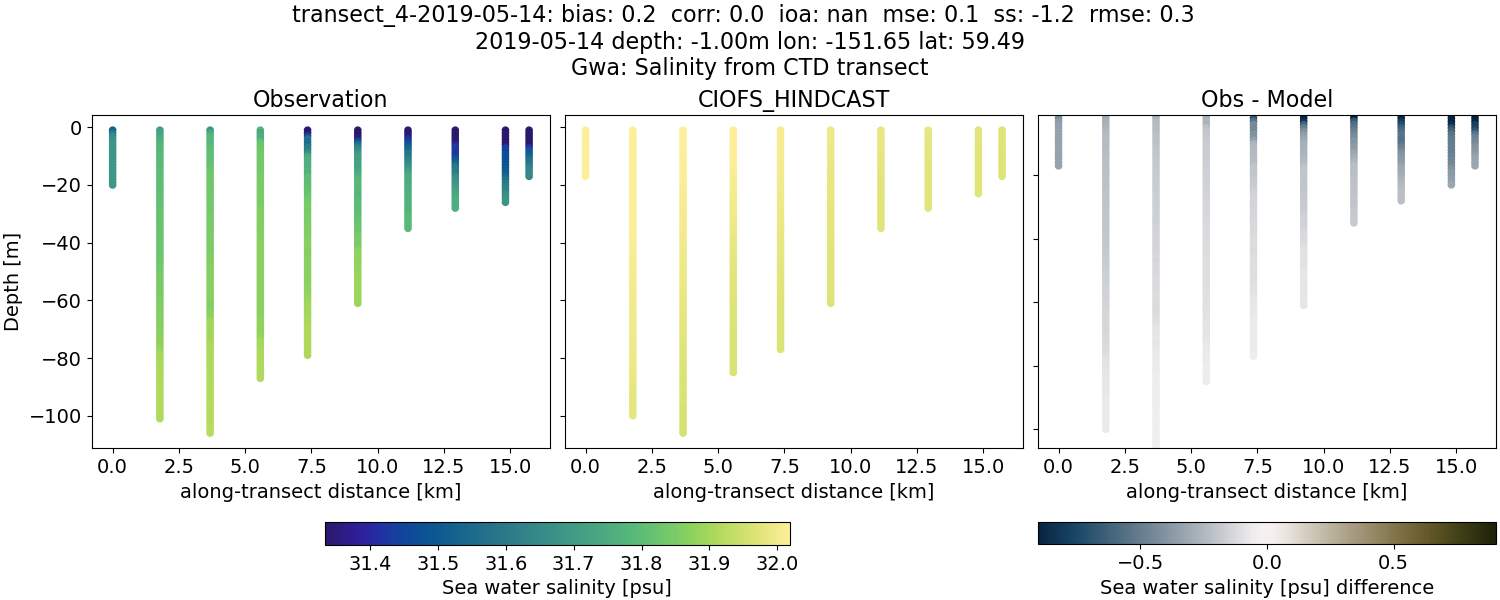 transect_4-2019-05-14: bias: 0.2  corr: 0.0  ioa: nan  mse: 0.1  ss: -1.2  rmse: 0.3
2019-05-14 depth: -1.00m lon: -151.65 lat: 59.49
Gwa: Salinity from CTD transect
Observation
CIOFS_HINDCAST
Obs - Model
Depth [m]
0
−20
−40
−60
−80
−100
0.0 2.5 5.0 7.5 10.0 12.5 15.0
0.0 2.5 5.0 7.5 10.0 12.5 15.0
0.0 2.5 5.0 7.5 10.0 12.5 15.0
along-transect distance [km]
along-transect distance [km]
along-transect distance [km]
31.4 31.5 31.6 31.7 31.8 31.9 32.0
Sea water salinity [psu]
−0.5 0.0 0.5
Sea water salinity [psu] difference